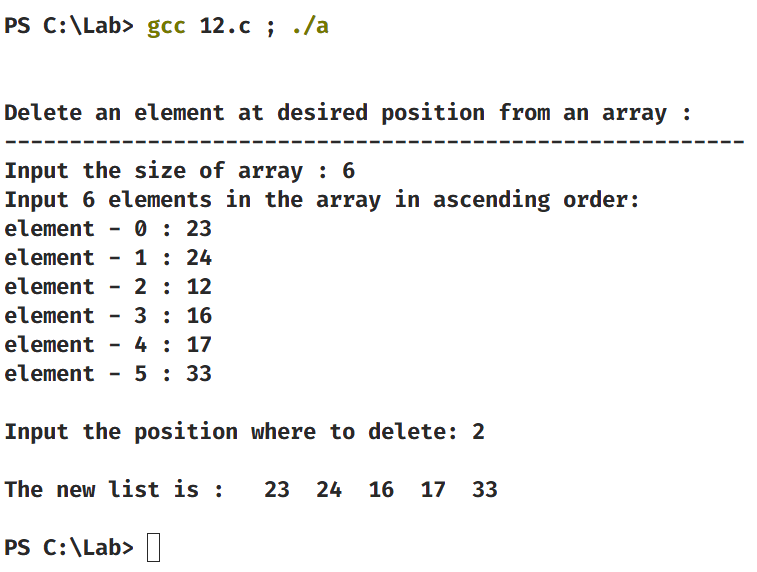 PS C:\Lab> gcc 12.c ; ./a
Delete an element at desired position from an array :
---------------------------------------------------------
Input the size of array : 6
Input 6 elements in the array in ascending order:
element - 0 : 23
element - 1 : 24
element - 2 : 12
element - 3 : 16
element - 4 : 17
element - 5 : 33
Input the position where to delete: 2
The new list is :   23  24  16  17  33
PS C:\Lab>